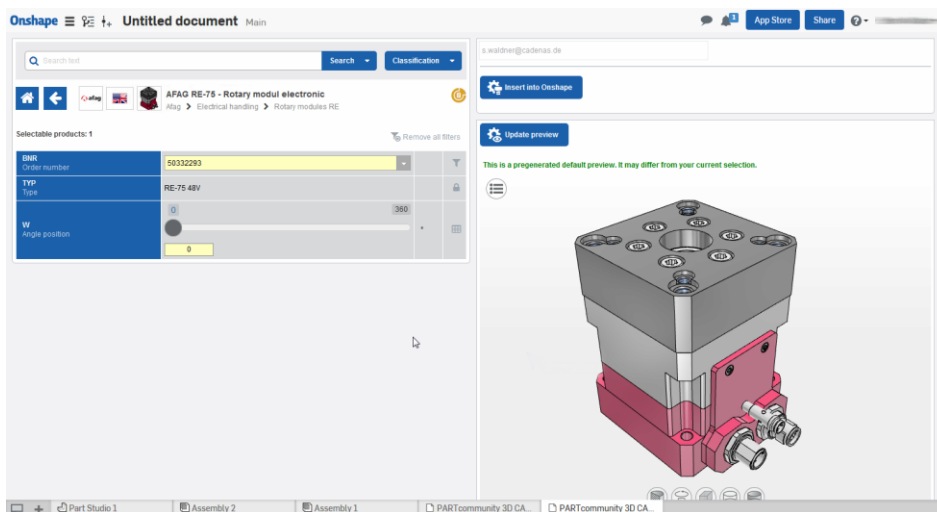 Onshape Untitled document Main
1 App Store Share
Search text Search Classification
s.waldner@cadenas.de
afag AFAG RE-75 - Rotary modul electronic
Afag > Electrical handling > Rotary modules RE
Insert into Onshape
Selectable products: 1 Remove all filters
Update preview
BNR
Order number 50332293
This is a pregenerated default preview. It may differ from your current selection.
TYP
Type RE-75 48V
W
Angle position
0 360
0
Part Studio 1 Assembly 2 Assembly 1 PARTcommunity 3D CA... PARTcommunity 3D CA...